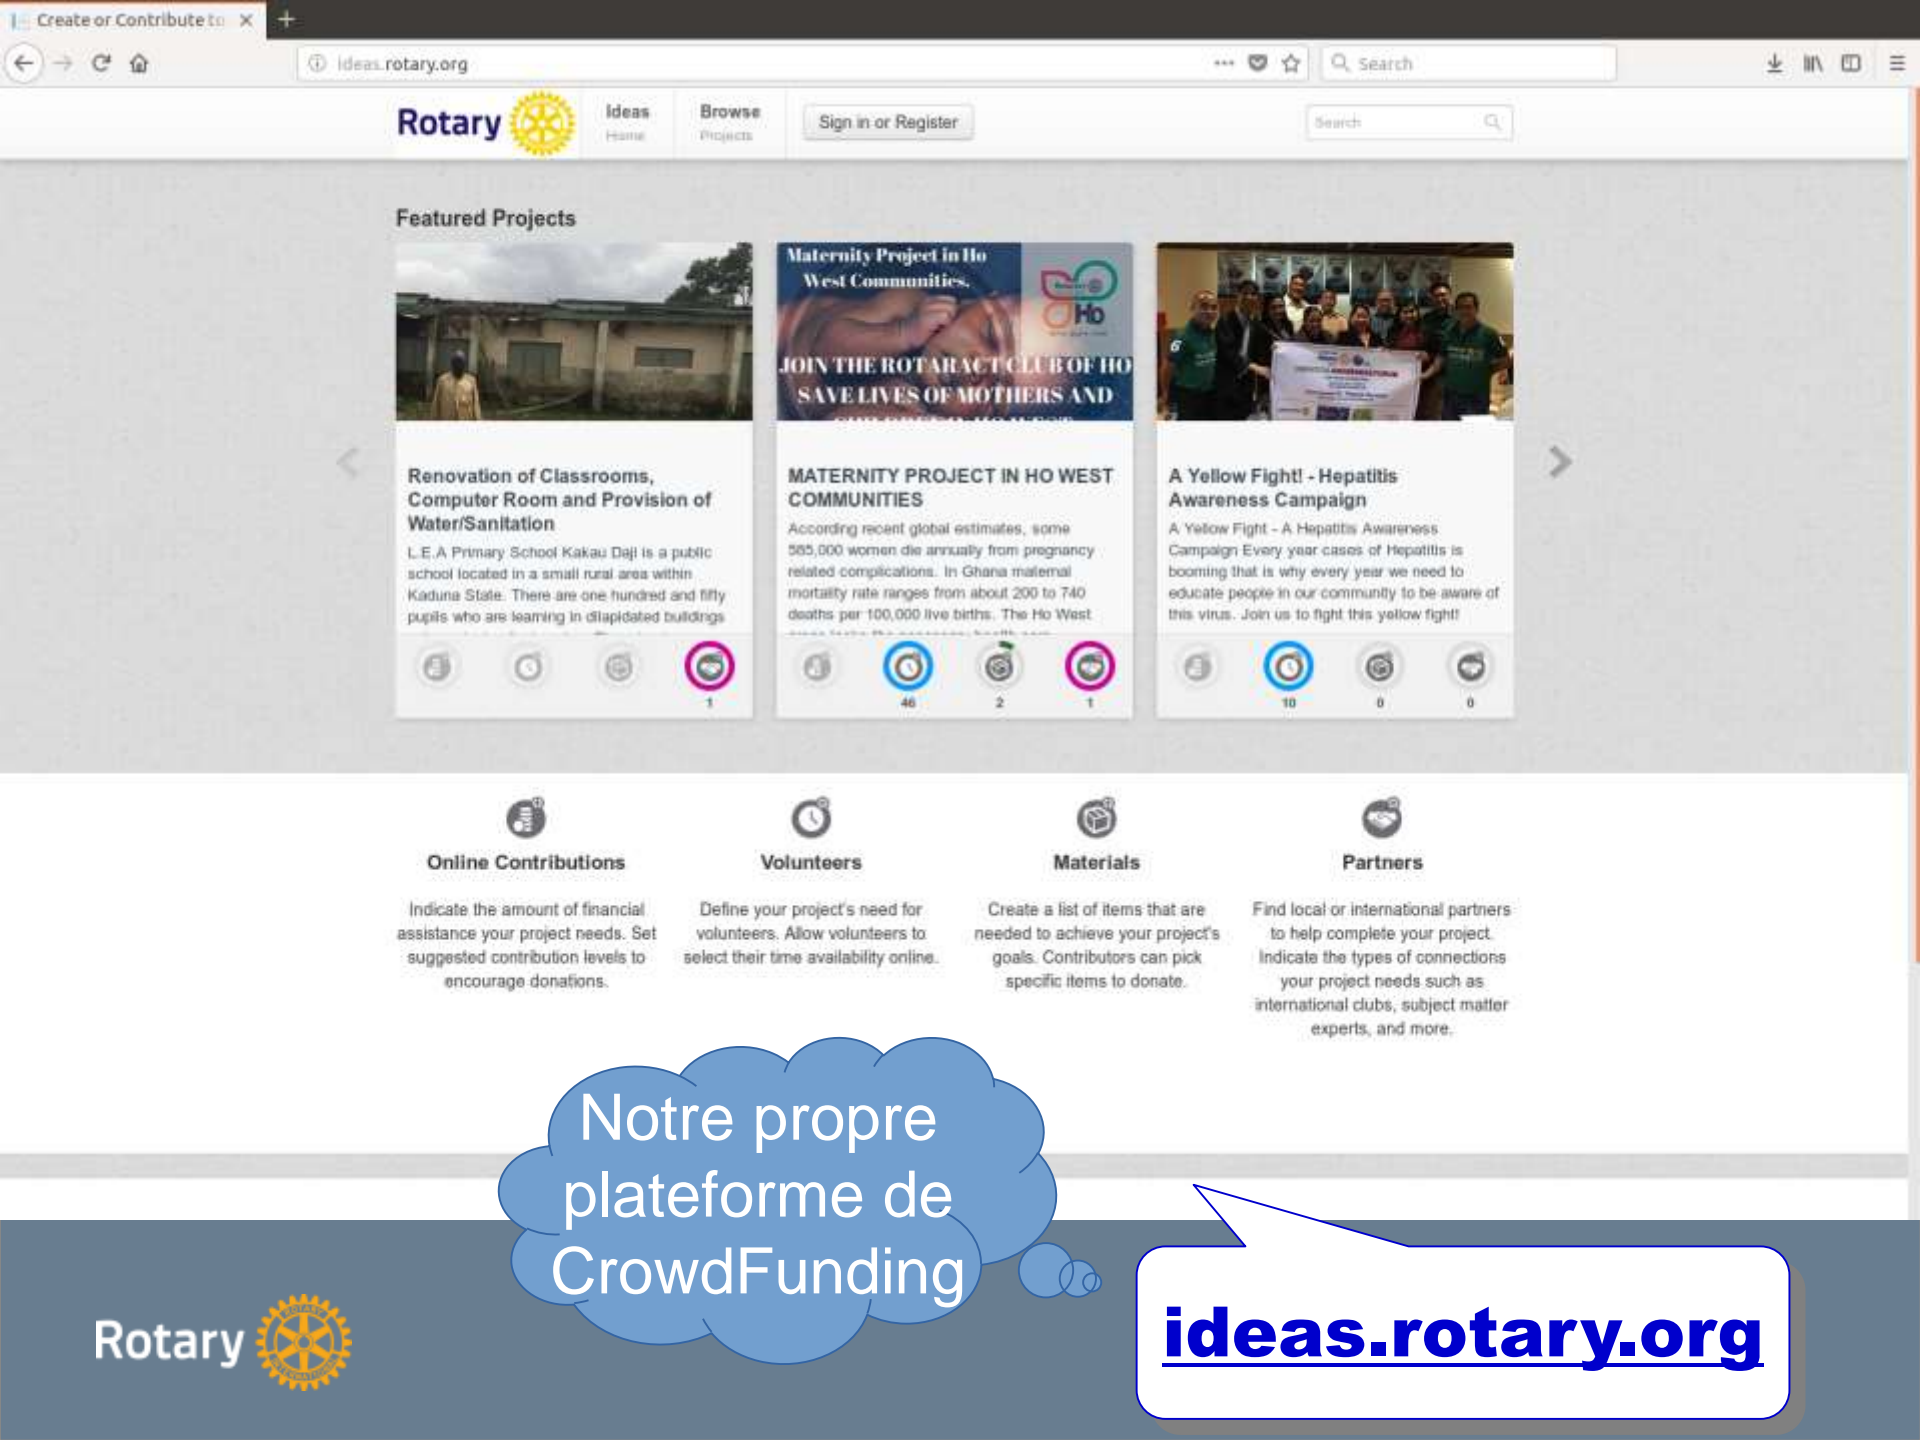 Create or Contribute to
ideas.rotary.org
Search
Rotary
Ideas
Home
Browse
Projects
Sign in or Register
Search
Featured Projects
Maternity Project in Ho
West Communities.
Ho
JOIN THE ROTARACT CLUB OF HO
SAVE LIVES OF MOTHERS AND
Renovation of Classrooms,
Computer Room and Provision of
Water/Sanitation
L.E.A Primary School Kakau Daji is a public
school located in a small rural area within
Kaduna State. There are one hundred and fifty
pupils who are learning in dilapidated buildings
1
MATERNITY PROJECT IN HO WEST
COMMUNITIES
According recent global estimates, some
585,000 women die annually from pregnancy
related complications. In Ghana maternal
mortality rate ranges from about 200 to 740
deaths per 100,000 live births. The Ho West
46
2
1
A Yellow Fight! - Hepatitis
Awareness Campaign
A Yellow Fight - A Hepatitis Awareness
Campaign Every year cases of Hepatitis is
booming that is why every year we need to
educate people in our community to be aware of
this virus. Join us to fight this yellow fight!
10
0
0
Online Contributions
Indicate the amount of financial
assistance your project needs. Set
suggested contribution levels to
encourage donations.
Volunteers
Define your project's need for
volunteers. Allow volunteers to
select their time availability online.
Materials
Create a list of items that are
needed to achieve your project's
goals. Contributors can pick
specific items to donate.
Partners
Find local or international partners
to help complete your project.
Indicate the types of connections
your project needs such as
international clubs, subject matter
experts, and more.
Notre propre
plateforme de
CrowdFunding
Rotary
ROTARY
INTERNATIONAL
ideas.rotary.org